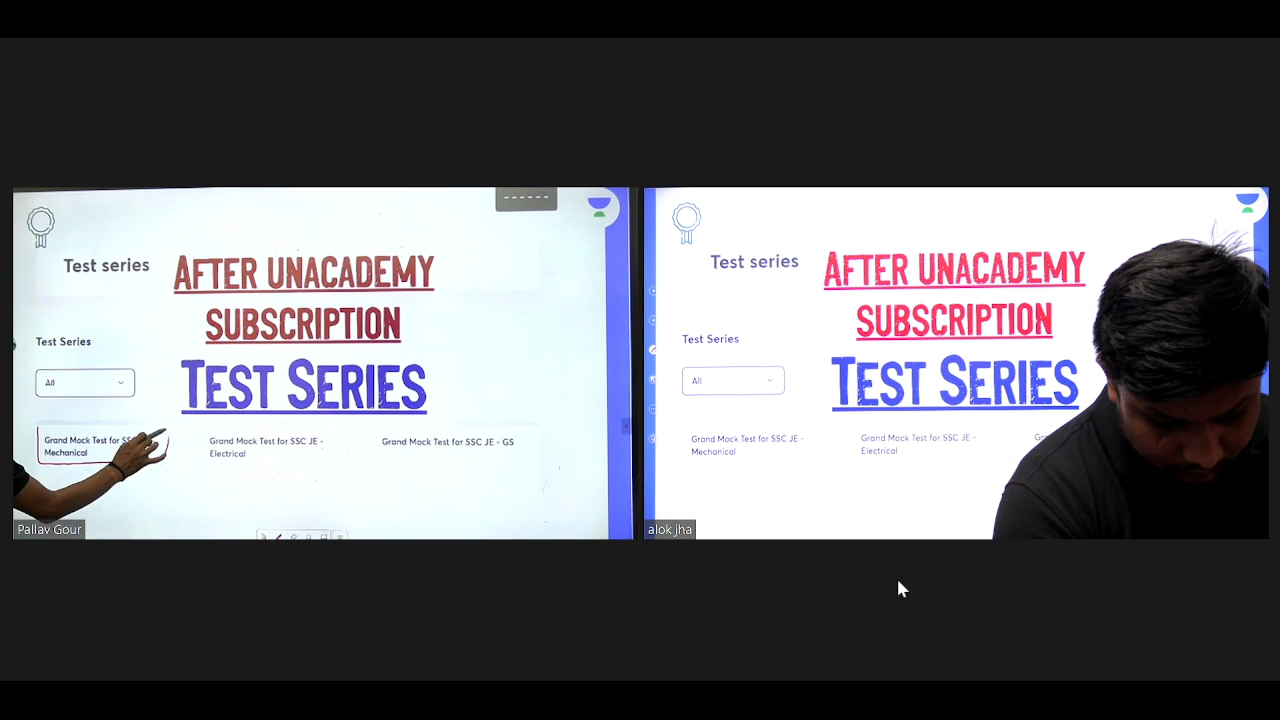 Test series
AFTER UNACADEMY
SUBSCRIPTION
TEST SERIES
Test Series
All
Grand Mock Test for SSC
Mechanical
Grand Mock Test for SSC JE -
Electrical
Grand Mock Test for SSC JE - GS
Pallav Gour
Test series
AFTER UNACADEMY
SUBSCRIPTION
TEST SERIES
Test Series
All
Grand Mock Test for SSC JE -
Mechanical
Grand Mock Test for SSC JE -
Electrical
alok jha